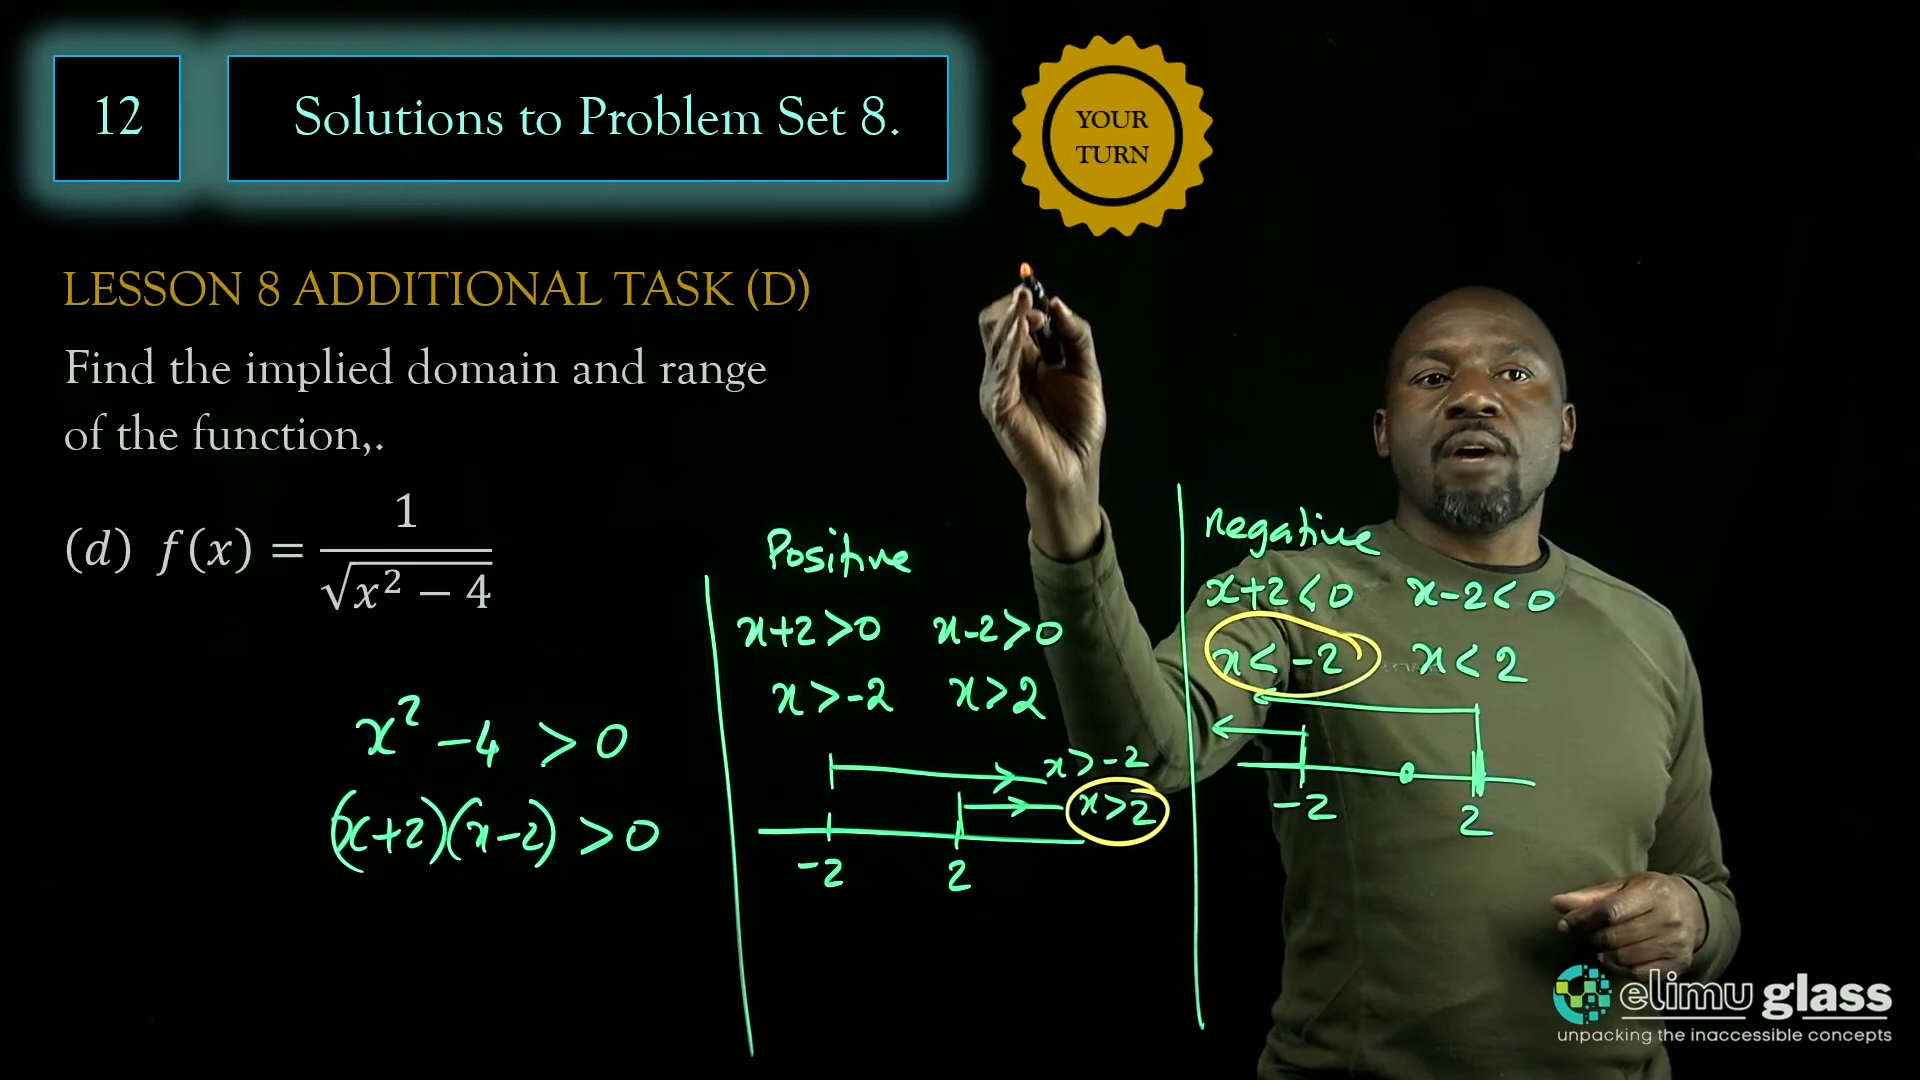 12
Solutions to Problem Set 8.
YOUR
TURN
LESSON 8 ADDITIONAL TASK (D)
Find the implied domain and range
of the function,.
(d) f(x) = 1 / √(x² − 4)
x² − 4 > 0
(x+2)(x−2) > 0
Positive
x+2>0 x−2>0
x>−2 x>2
x>−2
x>2
−2 2
negative
x+2<0 x−2<0
x<−2 x<2
−2 2
elimu glass
unpacking the inaccessible concepts